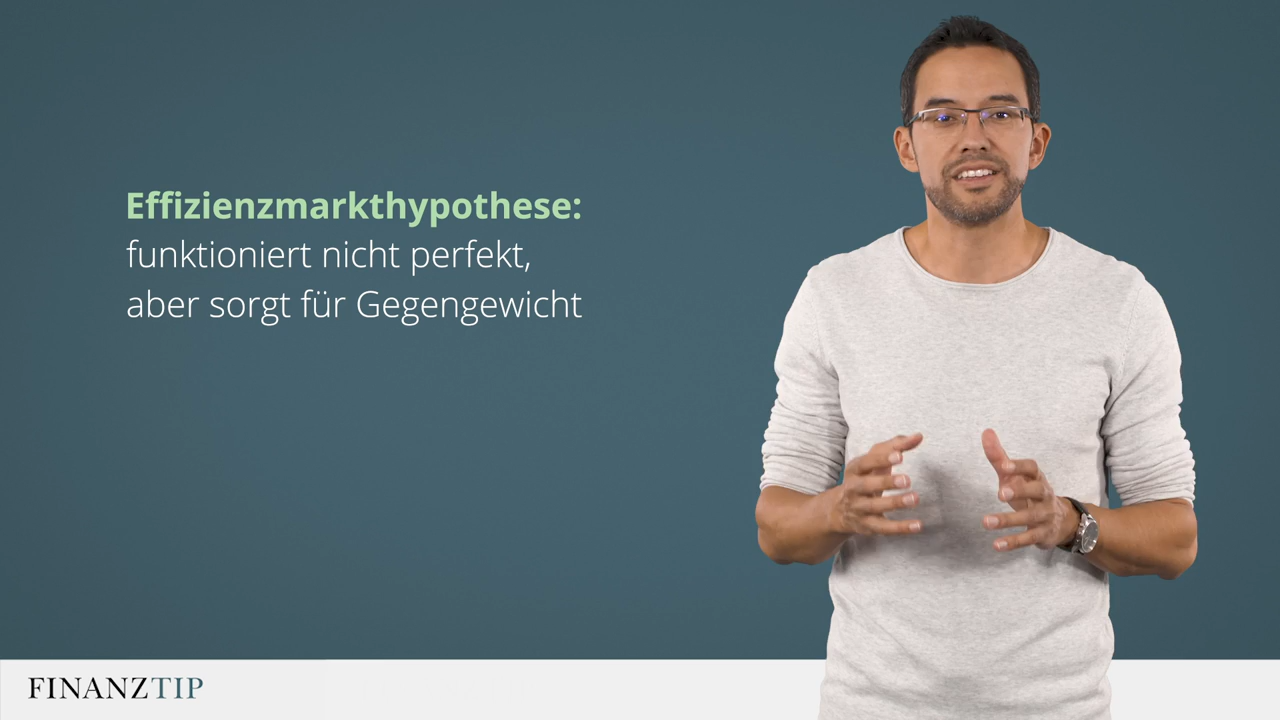 Effizienzmarkthypothese:
funktioniert nicht perfekt,
aber sorgt für Gegengewicht
FINANZTIP